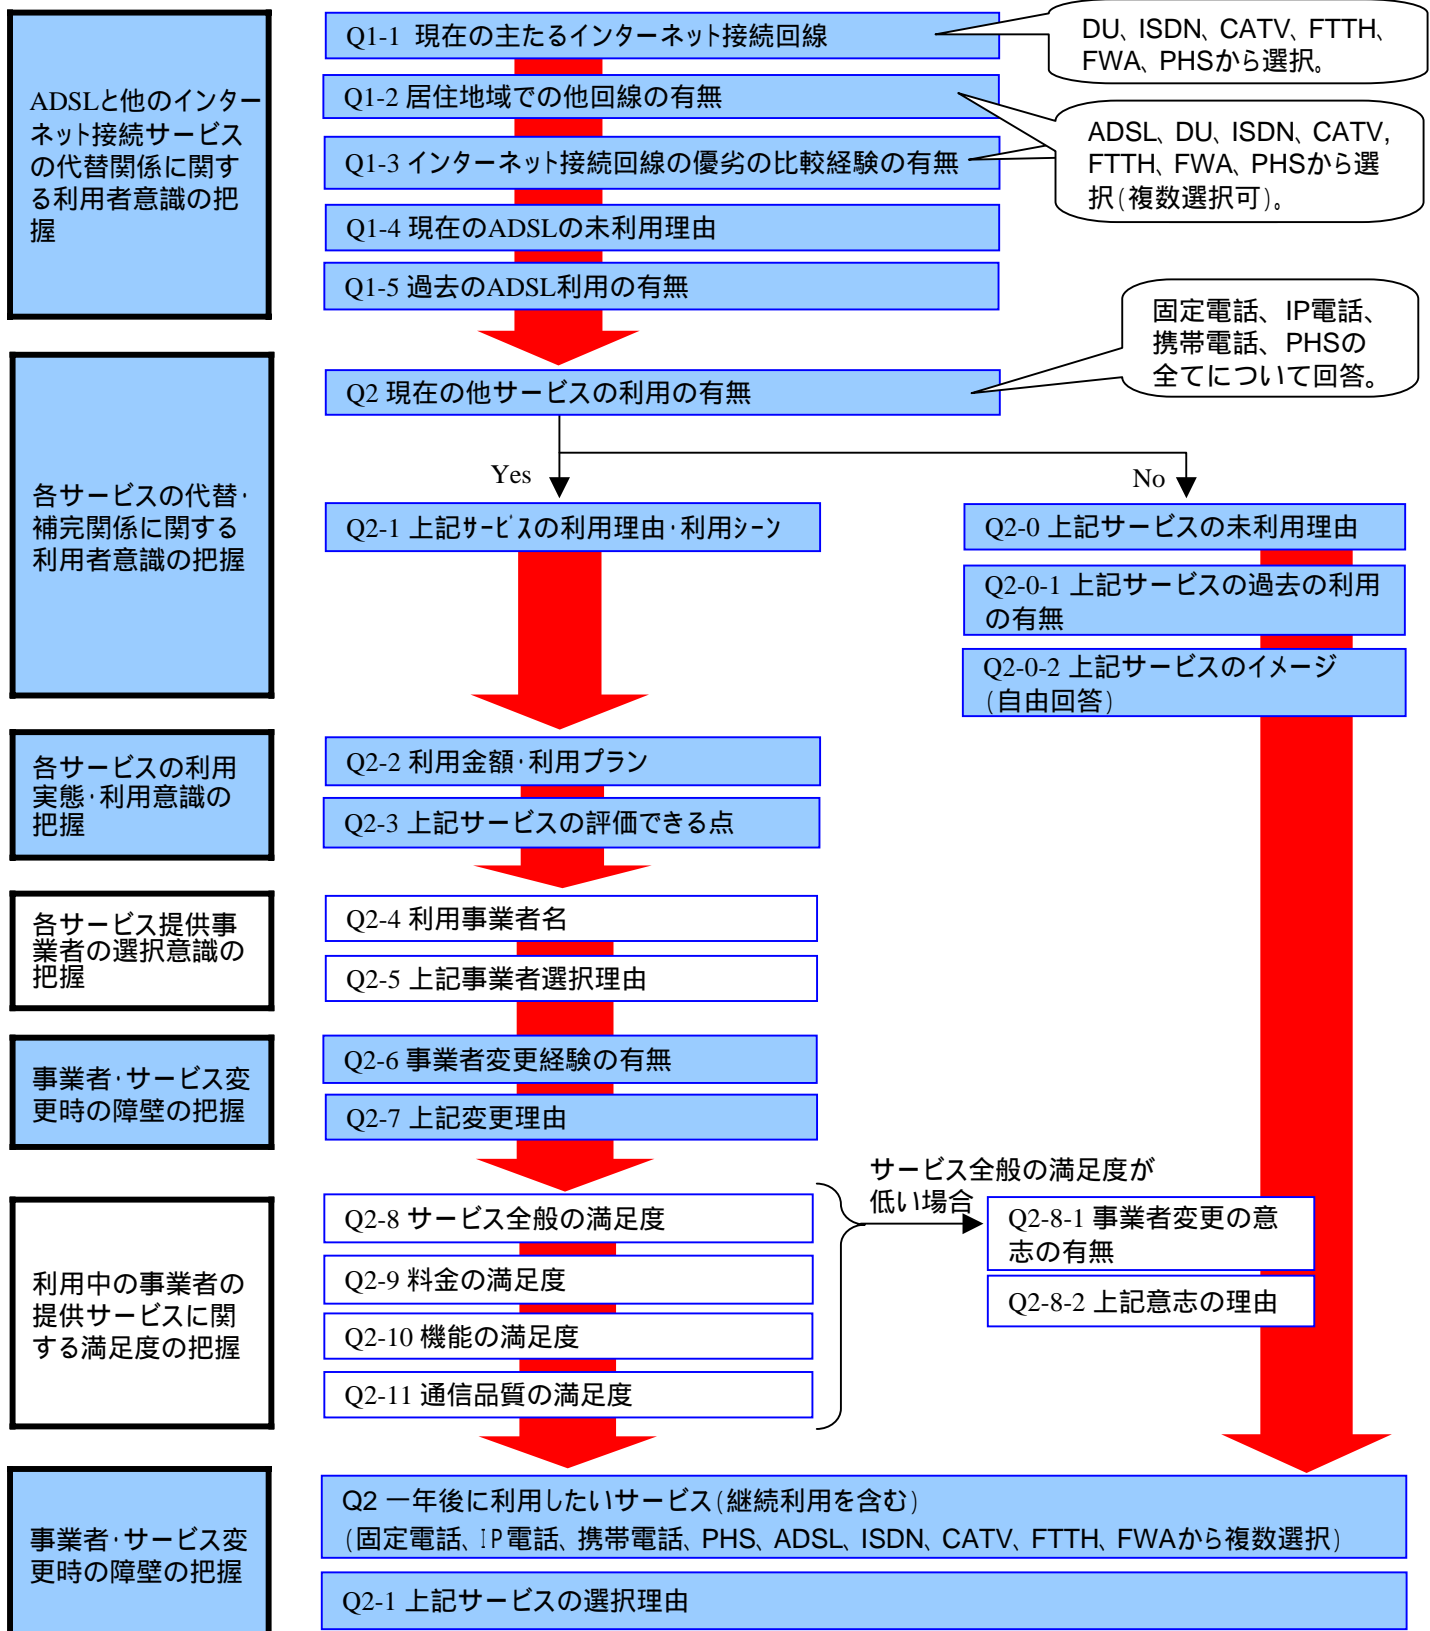 ADSLと他のインター
ネット接続サービス
の代替関係に関す
る利用者意識の把
握
Q1-1 現在の主たるインターネット接続回線
DU、ISDN、CATV、FTTH、
FWA、PHSから選択。
Q1-2 居住地域での他回線の有無
Q1-3 インターネット接続回線の優劣の比較経験の有無
ADSL、DU、ISDN、CATV,
FTTH、FWA、PHSから選
択(複数選択可)。
Q1-4 現在のADSLの未利用理由
Q1-5 過去のADSL利用の有無
各サービスの代替・
補完関係に関する
利用者意識の把握
Q2 現在の他サービスの利用の有無
固定電話、IP電話、
携帯電話、PHSの
全てについて回答。
Yes
No
Q2-1 上記ｻｰﾋﾞｽの利用理由・利用ｼｰﾝ
Q2-0 上記サービスの未利用理由
Q2-0-1 上記サービスの過去の利用
の有無
Q2-0-2 上記サービスのイメージ
(自由回答)
各サービスの利用
実態・利用意識の
把握
Q2-2 利用金額・利用プラン
Q2-3 上記サービスの評価できる点
各サービス提供事
業者の選択意識の
把握
Q2-4 利用事業者名
Q2-5 上記事業者選択理由
事業者・サービス変
更時の障壁の把握
Q2-6 事業者変更経験の有無
Q2-7 上記変更理由
利用中の事業者の
提供サービスに関
する満足度の把握
Q2-8 サービス全般の満足度
Q2-9 料金の満足度
Q2-10 機能の満足度
Q2-11 通信品質の満足度
サービス全般の満足度が
低い場合
Q2-8-1 事業者変更の意
志の有無
Q2-8-2 上記意志の理由
事業者・サービス変
更時の障壁の把握
Q2 一年後に利用したいサービス(継続利用を含む)
(固定電話、IP電話、携帯電話、PHS、ADSL、ISDN、CATV、FTTH、FWAから複数選択)
Q2-1 上記サービスの選択理由